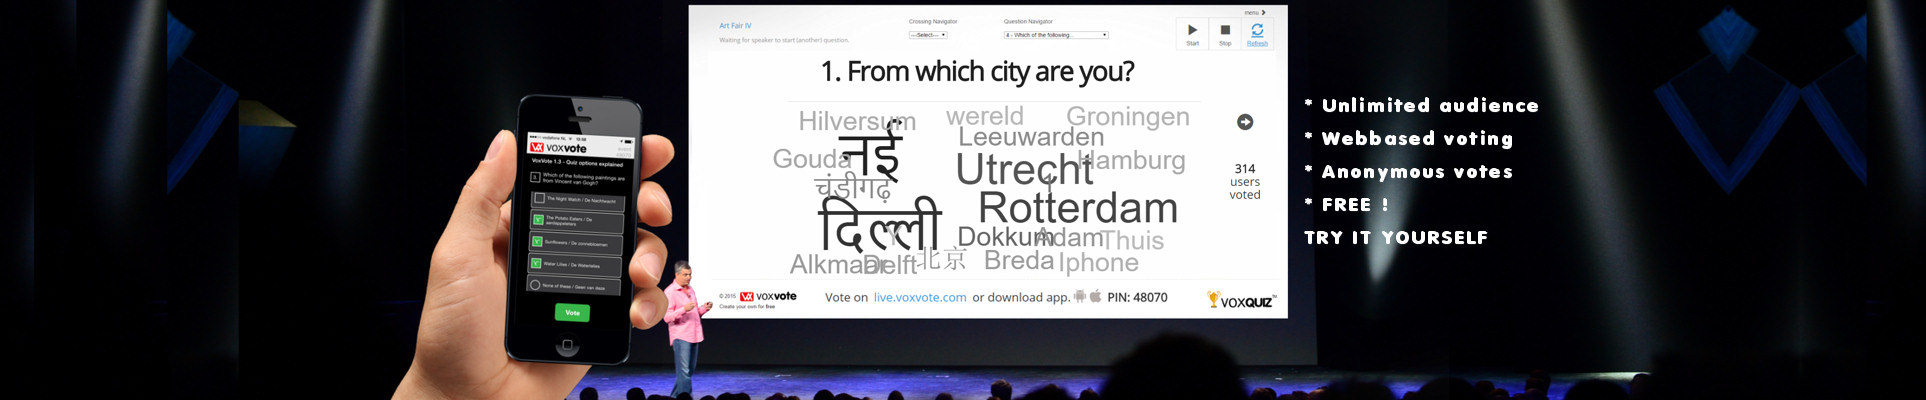 vodafone NL 10:38
VOXVOTE
VoxVote 1.3 - Quiz options explained
3. Which of the following paintings are
from Vincent van Gogh?
The Night Watch / De Nachtwacht
The Potato Eaters / De
aardappeleters
Sunflowers / De zonnebloemen
Water Lilies / De Waterlelies
None of these / Geen van deze
Vote
menu
Art Fair IV
Waiting for speaker to start (another) question.
Crossing Navigator
---Select---
Question Navigator
4 - Which of the following...
Start
Stop
Refresh
1. From which city are you?
Hilversum
wereld
Groningen
Leeuwarden
नई
Gouda
Utrecht
Hamburg
चंडीगढ़
Rotterdam
दिल्ली
Dokkum
Adam
Thuis
Alkmaar
Delft
北京
Breda
Iphone
314
users
voted
© 2015 VOXVOTE
Create your own for free
Vote on live.voxvote.com or download app. PIN: 48070
VOXQUIZ™
* Unlimited audience
* Webbased voting
* Anonymous votes
* FREE !
TRY IT YOURSELF